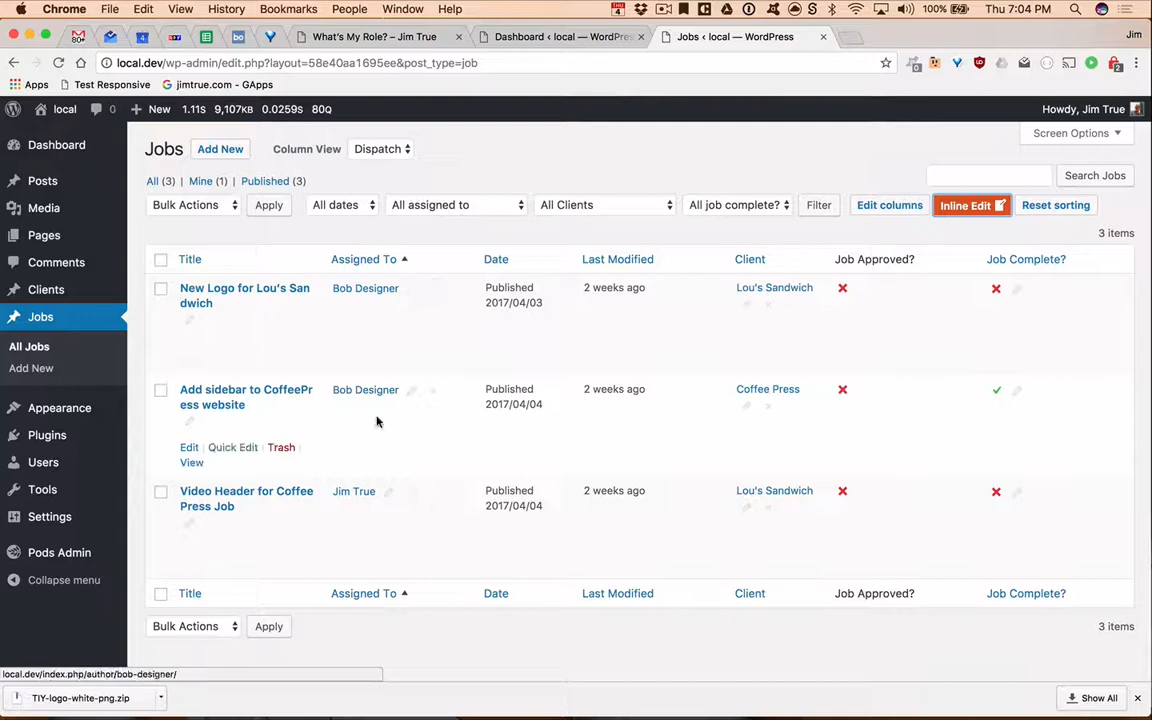 Chrome File Edit View History Bookmarks People Window Help 100% Thu 7:04 PM
80+ What's My Role? – Jim True Dashboard < local — WordPres Jobs < local — WordPress Jim
local.dev/wp-admin/edit.php?layout=58e40aa1695ee&post_type=job
Apps Test Responsive jimtrue.com - GApps
local 0 New 1.11S 9,107KB 0.0259S 80Q Howdy, Jim True
Dashboard
Posts
Media
Pages
Comments
Clients
Jobs
All Jobs
Add New
Appearance
Plugins
Users
Tools
Settings
Pods Admin
Collapse menu
Screen Options
Jobs Add New Column View Dispatch
All (3) | Mine (1) | Published (3)
Search Jobs
Bulk Actions Apply All dates All assigned to All Clients All job complete? Filter Edit columns Inline Edit Reset sorting
3 items
Title Assigned To Date Last Modified Client Job Approved? Job Complete?
New Logo for Lou's San Bob Designer Published 2 weeks ago Lou's Sandwich
dwich 2017/04/03
Add sidebar to CoffeePr Bob Designer Published 2 weeks ago Coffee Press
ess website 2017/04/04
Edit | Quick Edit | Trash |
View
Video Header for Coffee Jim True Published 2 weeks ago Lou's Sandwich
Press Job 2017/04/04
Title Assigned To Date Last Modified Client Job Approved? Job Complete?
Bulk Actions Apply 3 items
local.dev/index.php/author/bob-designer/
TIY-logo-white-png.zip Show All